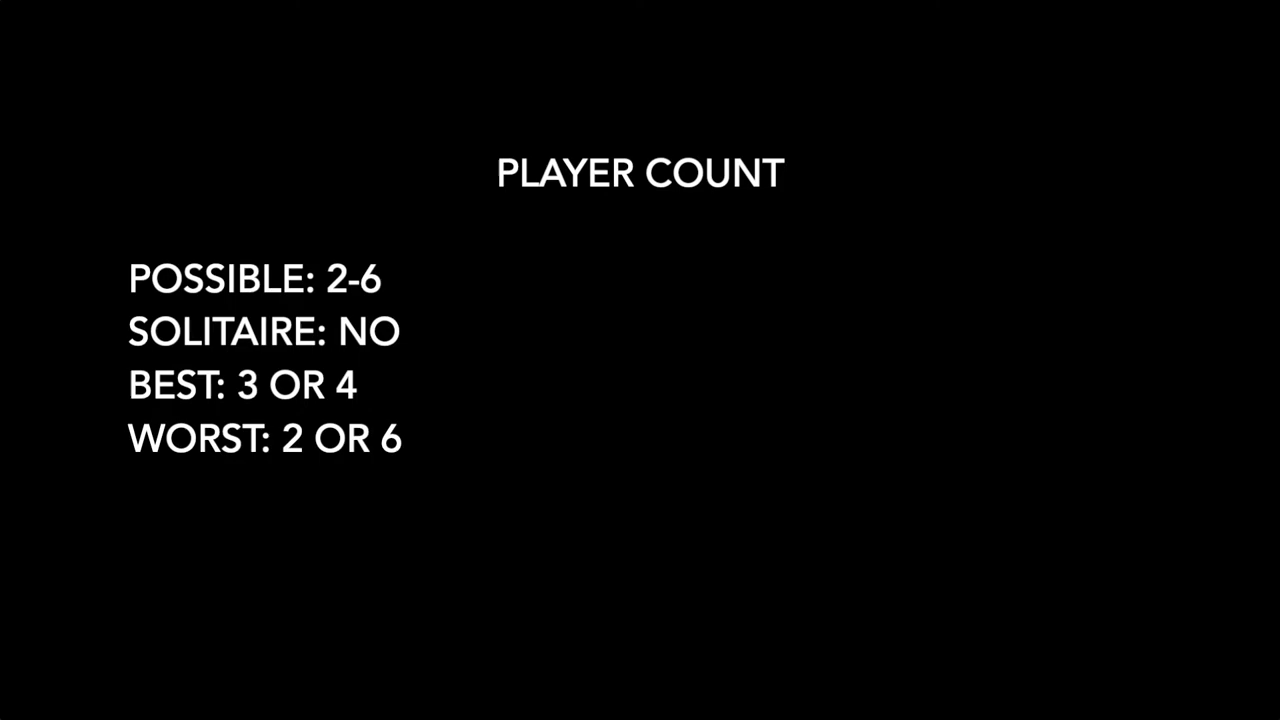 PLAYER COUNT
POSSIBLE: 2-6
SOLITAIRE: NO
BEST: 3 OR 4
WORST: 2 OR 6